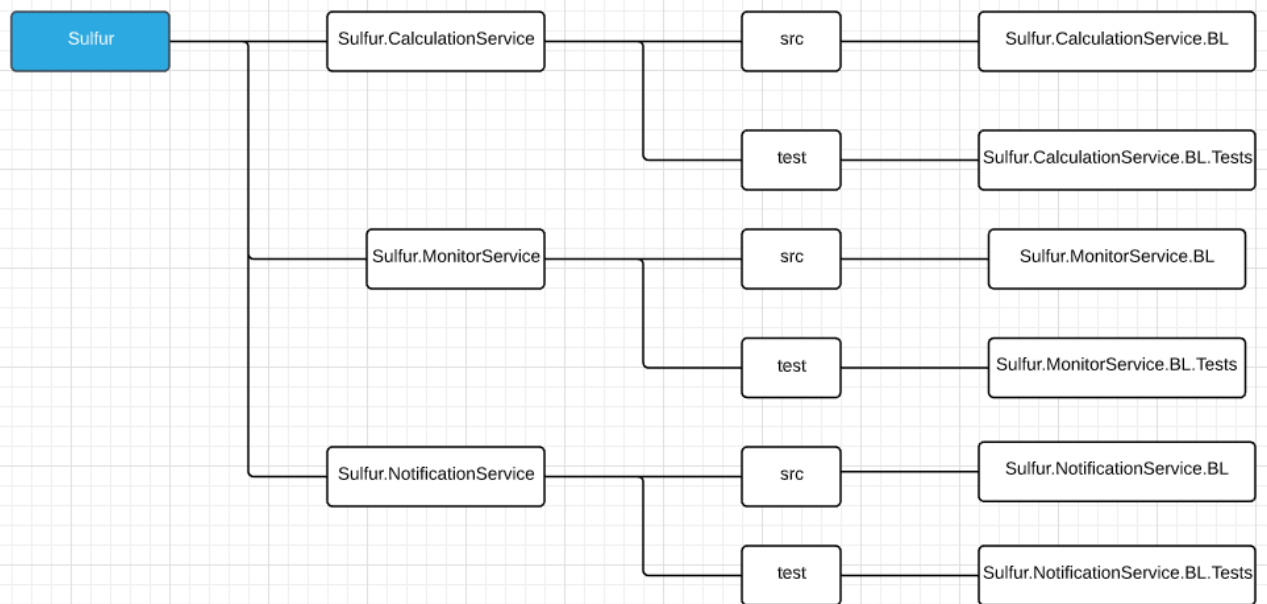 Sulfur
Sulfur.CalculationService
src
Sulfur.CalculationService.BL
test
Sulfur.CalculationService.BL.Tests
Sulfur.MonitorService
src
Sulfur.MonitorService.BL
test
Sulfur.MonitorService.BL.Tests
Sulfur.NotificationService
src
Sulfur.NotificationService.BL
test
Sulfur.NotificationService.BL.Tests